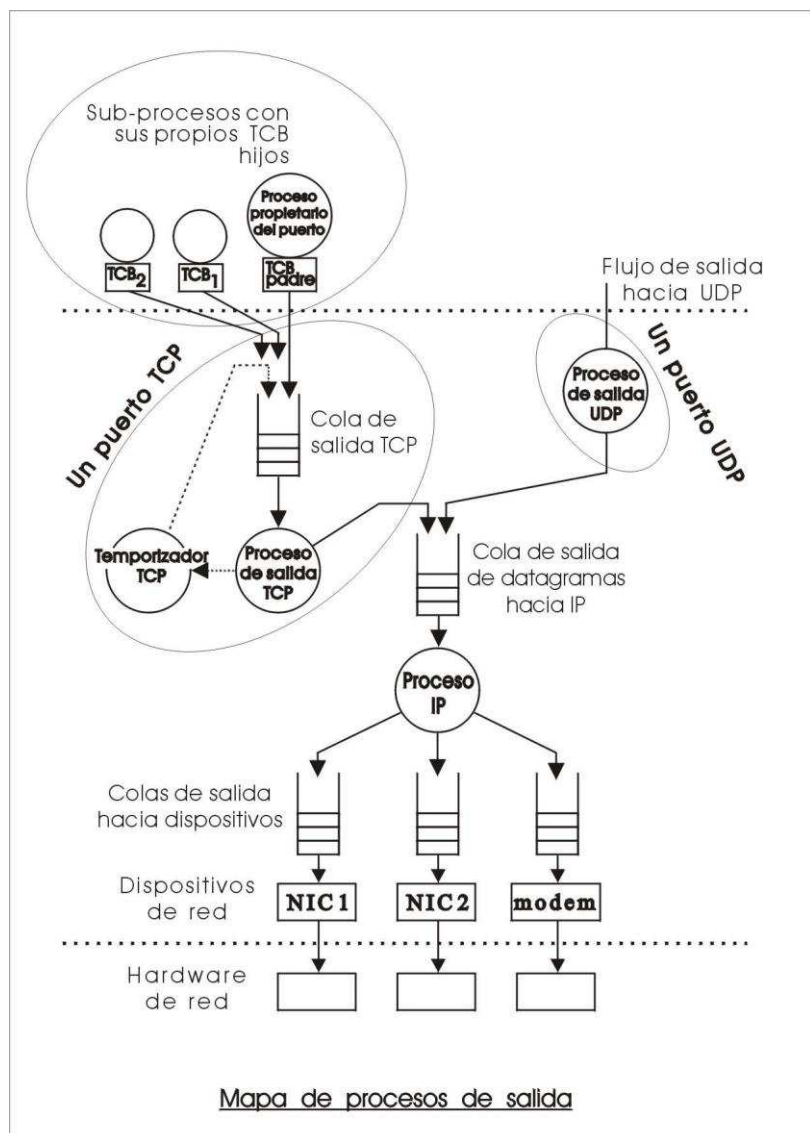 Sub-procesos con
sus propios TCB
hijos
Proceso
propietario
del puerto
TCB2
TCB1
TCB
padre
Flujo de salida
hacia UDP
Un puerto TCP
Proceso
de salida
UDP
Un puerto UDP
Cola de
salida TCP
Temporizador
TCP
Proceso
de salida
TCP
Cola de salida
de datagramas
hacia IP
Proceso
IP
Colas de salida
hacia dispositivos
Dispositivos
de red
NIC1
NIC2
modem
Hardware
de red
Mapa de procesos de salida